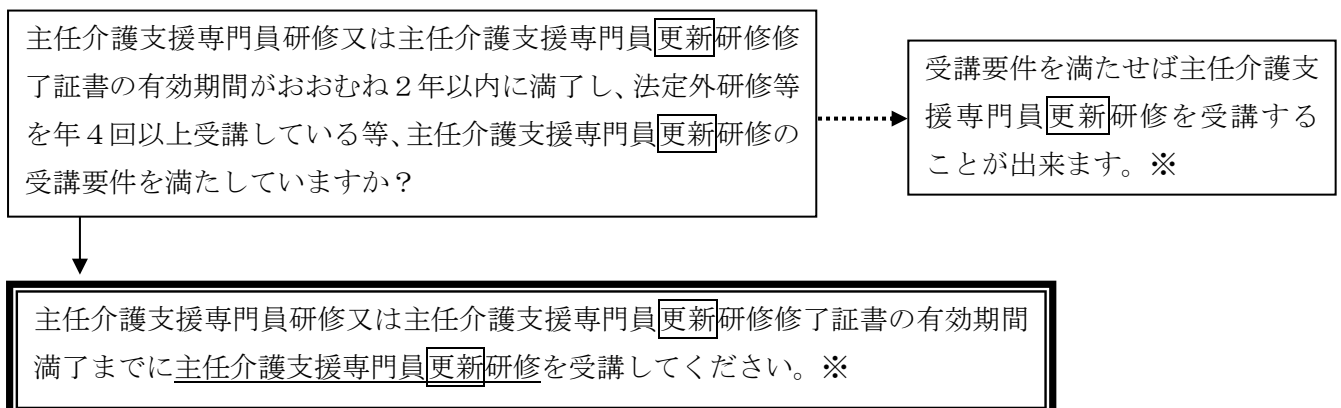 主任介護支援専門員研修又は主任介護支援専門員更新研修修
了証書の有効期間がおおむね２年以内に満了し、法定外研修等
を年４回以上受講している等、主任介護支援専門員更新研修の
受講要件を満たしていますか？
受講要件を満たせば主任介護支
援専門員更新研修を受講する
ことが出来ます。※
主任介護支援専門員研修又は主任介護支援専門員更新研修修了証書の有効期間
満了までに主任介護支援専門員更新研修を受講してください。※